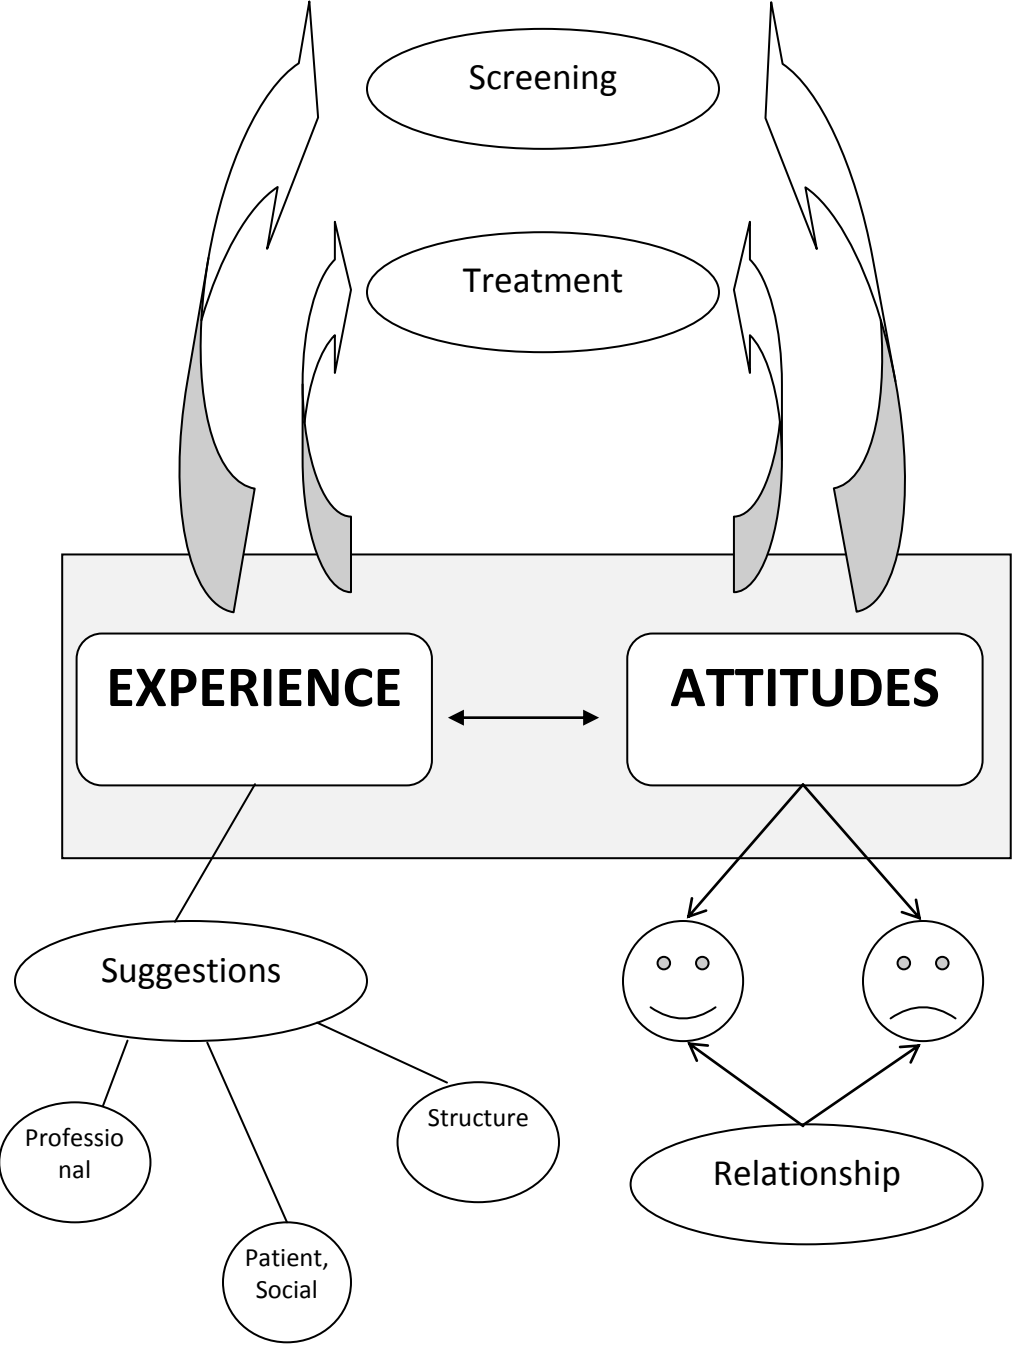 Screening
Treatment
EXPERIENCE
ATTITUDES
Suggestions
Professio
nal
Patient,
Social
Structure
Relationship